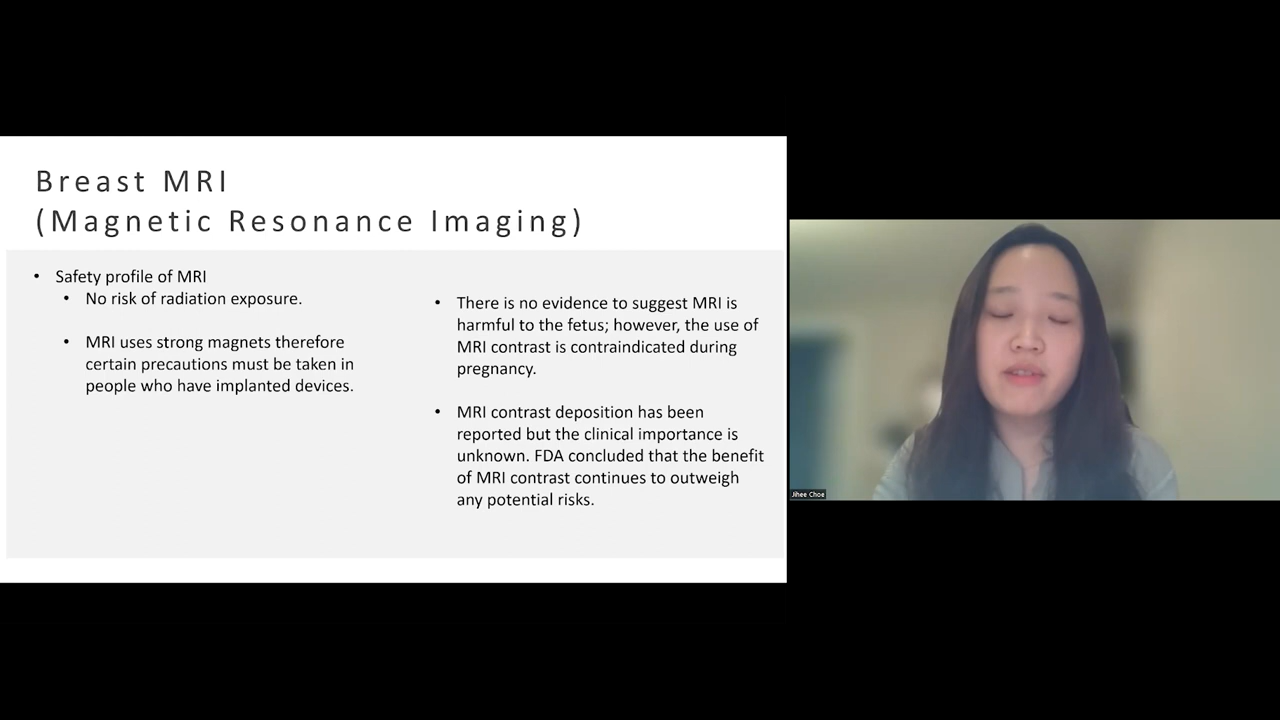 Breast MRI
(Magnetic Resonance Imaging)
• Safety profile of MRI
• No risk of radiation exposure.
• MRI uses strong magnets therefore
certain precautions must be taken in
people who have implanted devices.
• There is no evidence to suggest MRI is
harmful to the fetus; however, the use of
MRI contrast is contraindicated during
pregnancy.
• MRI contrast deposition has been
reported but the clinical importance is
unknown. FDA concluded that the benefit
of MRI contrast continues to outweigh
any potential risks.
Jihee Choe